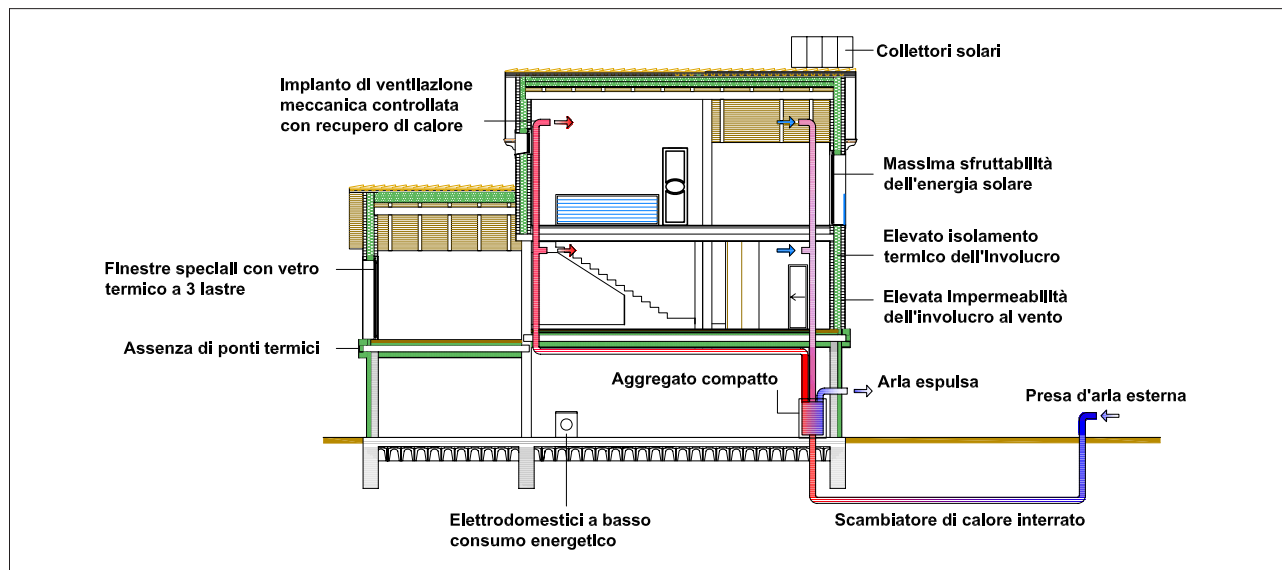 Collettori solari
Impianto di ventilazione
meccanica controllata
con recupero di calore
Massima sfruttabilità
dell'energia solare
Elevato isolamento
termico dell'involucro
Finestre speciali con vetro
termico a 3 lastre
Elevata impermeabilità
dell'involucro al vento
Assenza di ponti termici
Aggregato compatto
Aria espulsa
Presa d'aria esterna
Elettrodomestici a basso
consumo energetico
Scambiatore di calore interrato